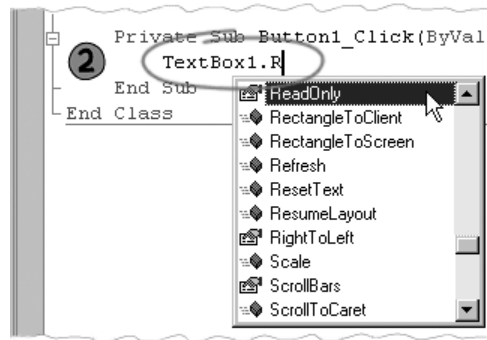 Private Sub Button1_Click(ByVal
2
TextBox1.R
End Sub
End Class
ReadOnly
RectangleToClient
RectangleToScreen
Refresh
ResetText
ResumeLayout
RightToLeft
Scale
ScrollBars
ScrollToCaret